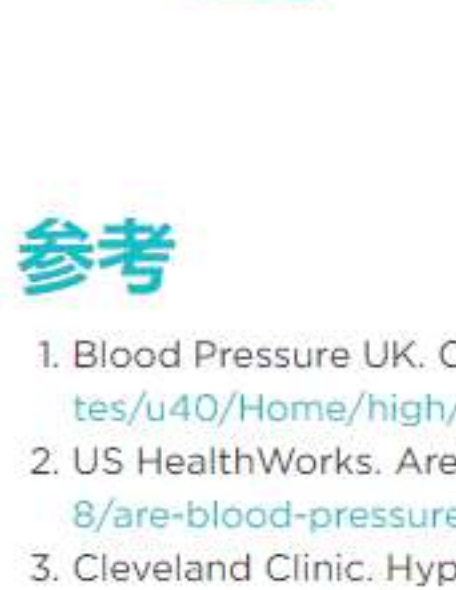 参考
1. Blood Pressure UK.
tes/u40/Home/high/
2. US HealthWorks. Are
8/are-blood-pressure
3. Cleveland Clinic.